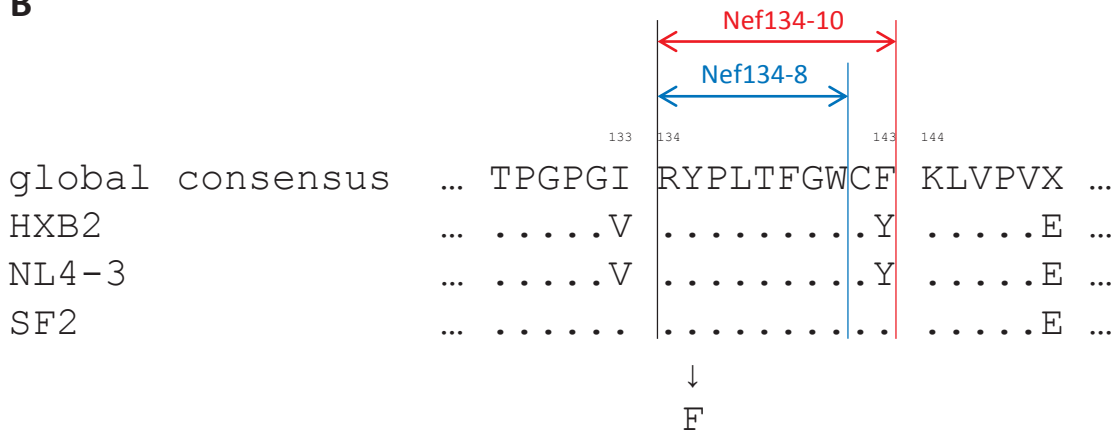 B
Nef134-10
Nef134-8
133 134 143 144
global consensus ... TPGPGI RYPLTFGWCF KLVPVX ...
HXB2 ... .....V .........Y .....E ...
NL4-3 ... .....V .........Y .....E ...
SF2 ... ...... .......... .....E ...
↓
F